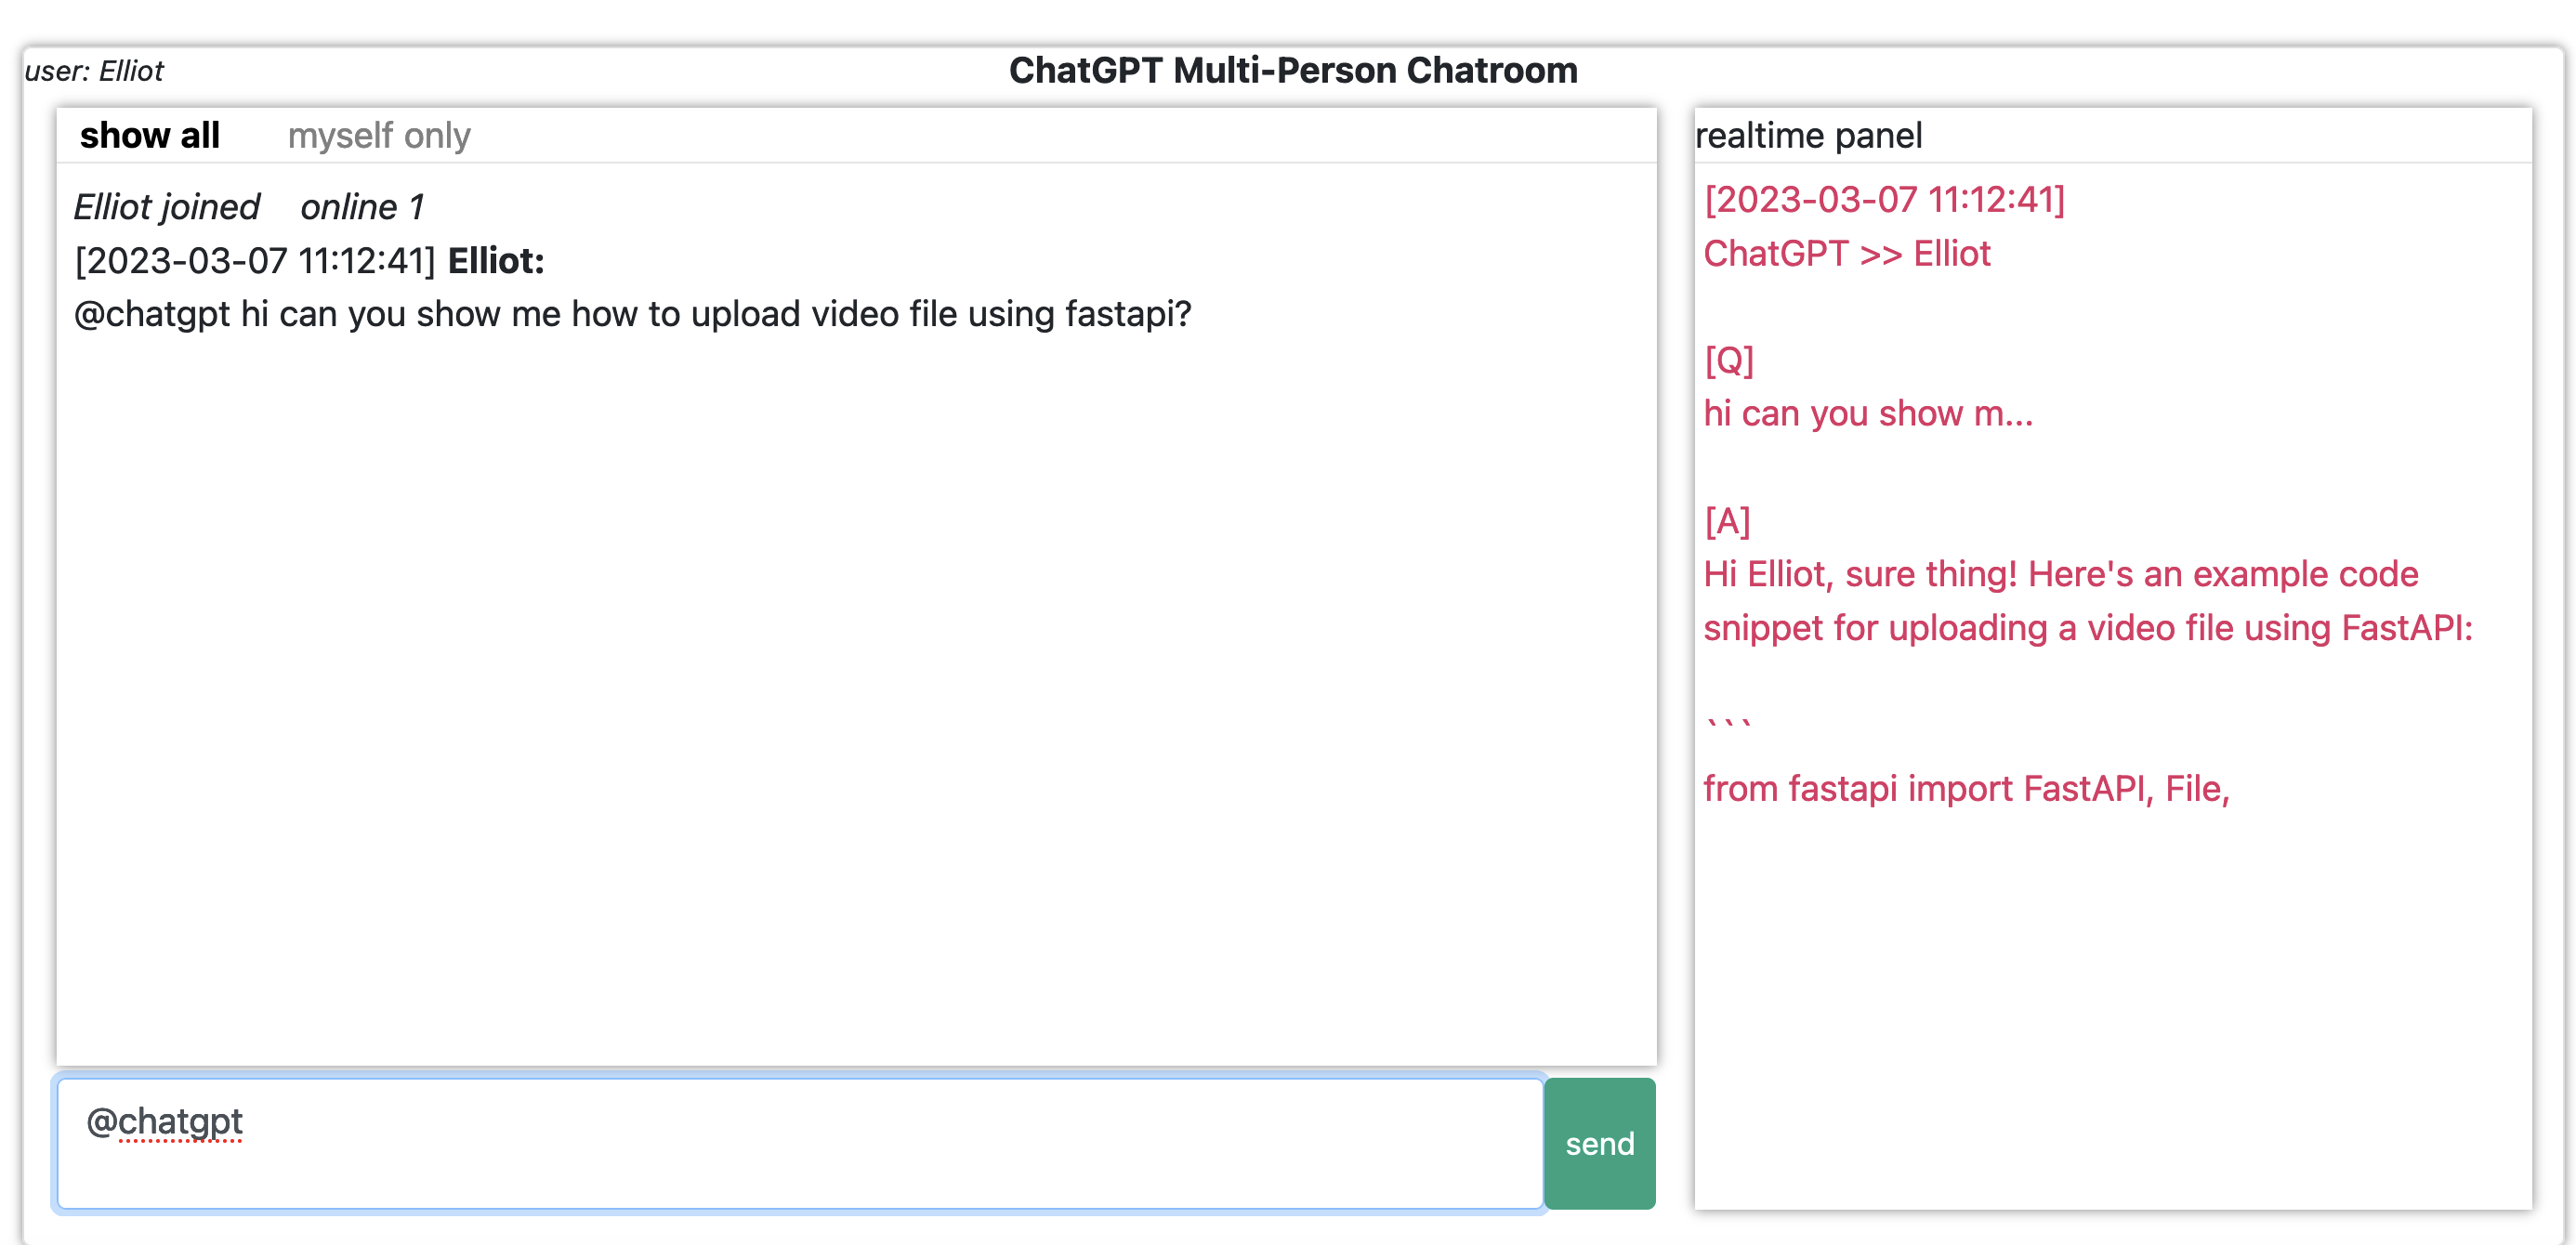 user: Elliot
ChatGPT Multi-Person Chatroom
show all myself only
Elliot joined online 1
[2023-03-07 11:12:41] Elliot:
@chatgpt hi can you show me how to upload video file using fastapi?
@chatgpt
send
realtime panel
[2023-03-07 11:12:41]
ChatGPT >> Elliot
[Q]
hi can you show m...
[A]
Hi Elliot, sure thing! Here's an example code
snippet for uploading a video file using FastAPI:
```
from fastapi import FastAPI, File,